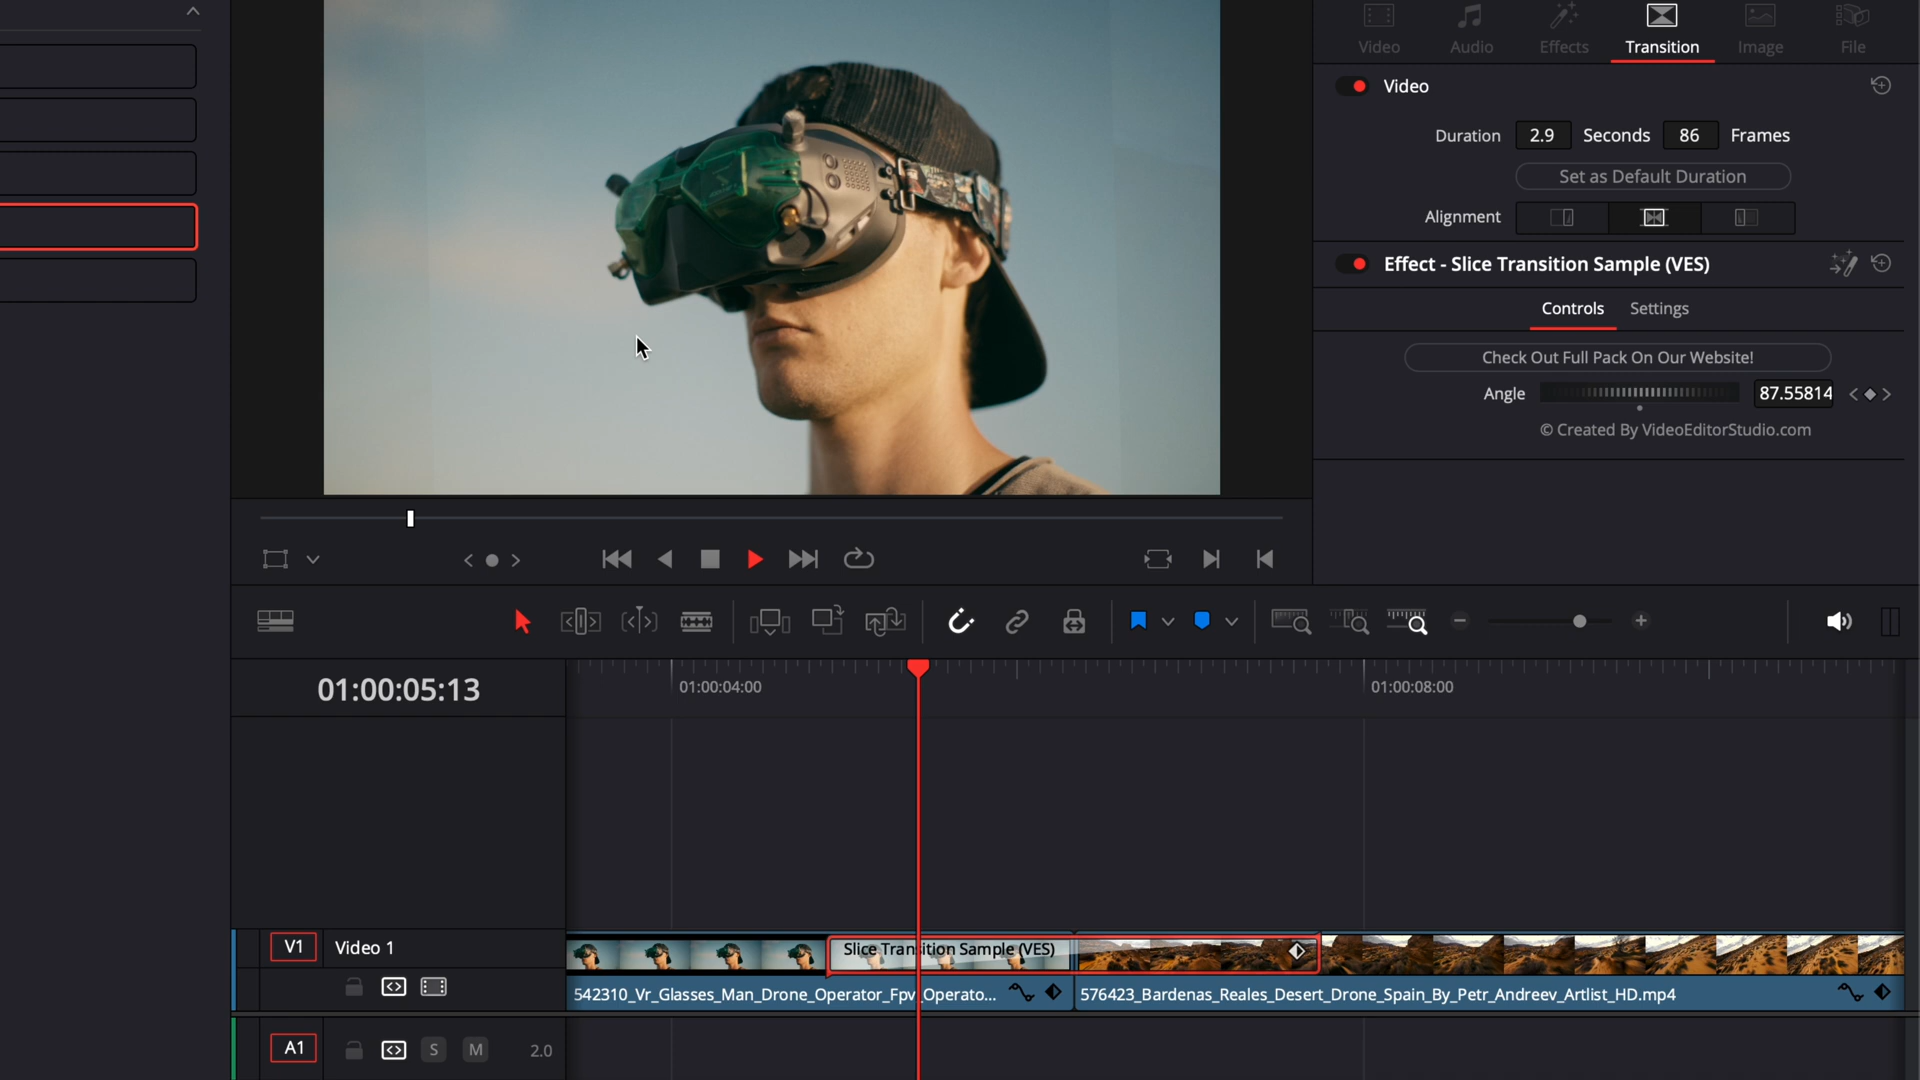 Video
Audio
Effects
Transition
Image
File
Video
Duration 2.9 Seconds 86 Frames
Set as Default Duration
Alignment
Effect - Slice Transition Sample (VES)
Controls Settings
Check Out Full Pack On Our Website!
Angle 87.55814
© Created By VideoEditorStudio.com
01:00:05:13
01:00:04:00
01:00:08:00
V1 Video 1
Slice Transition Sample (VES)
542310_Vr_Glasses_Man_Drone_Operator_Fpv_Operato...
576423_Bardenas_Reales_Desert_Drone_Spain_By_Petr_Andreev_Artlist_HD.mp4
A1 S M 2.0